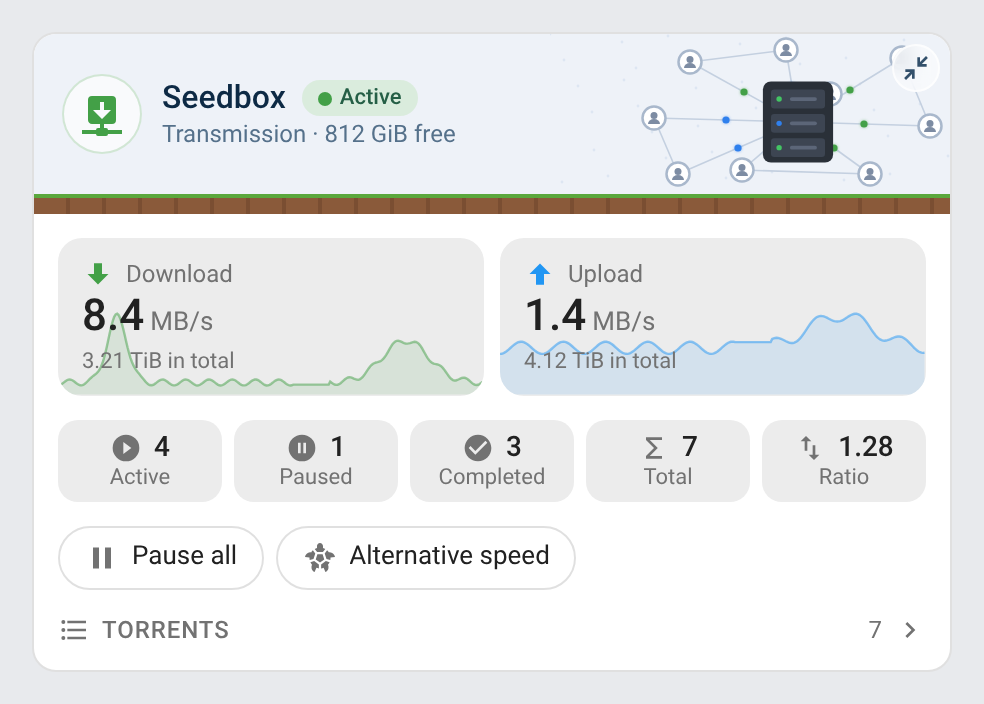 Seedbox
Active
Transmission · 812 GiB free
Download
8.4 MB/s
3.21 TiB in total
Upload
1.4 MB/s
4.12 TiB in total
4
Active
1
Paused
3
Completed
7
Total
1.28
Ratio
Pause all
Alternative speed
TORRENTS
7